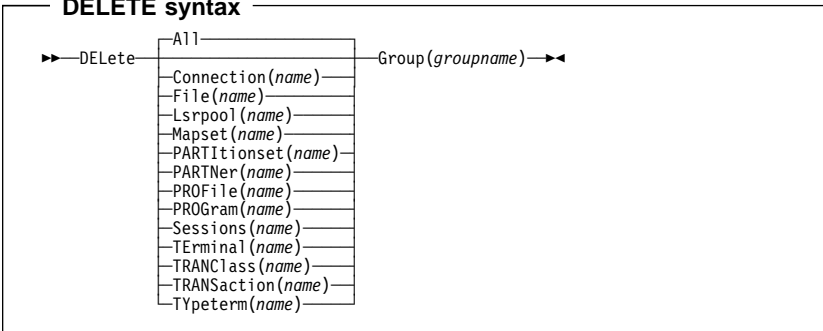 DELETE syntax
All
DELete Group(groupname)
Connection(name)
File(name)
Lsrpool(name)
Mapset(name)
PARTItionset(name)
PARTNer(name)
PROFile(name)
PROGram(name)
Sessions(name)
TErminal(name)
TRANClass(name)
TRANSaction(name)
TYpeterm(name)